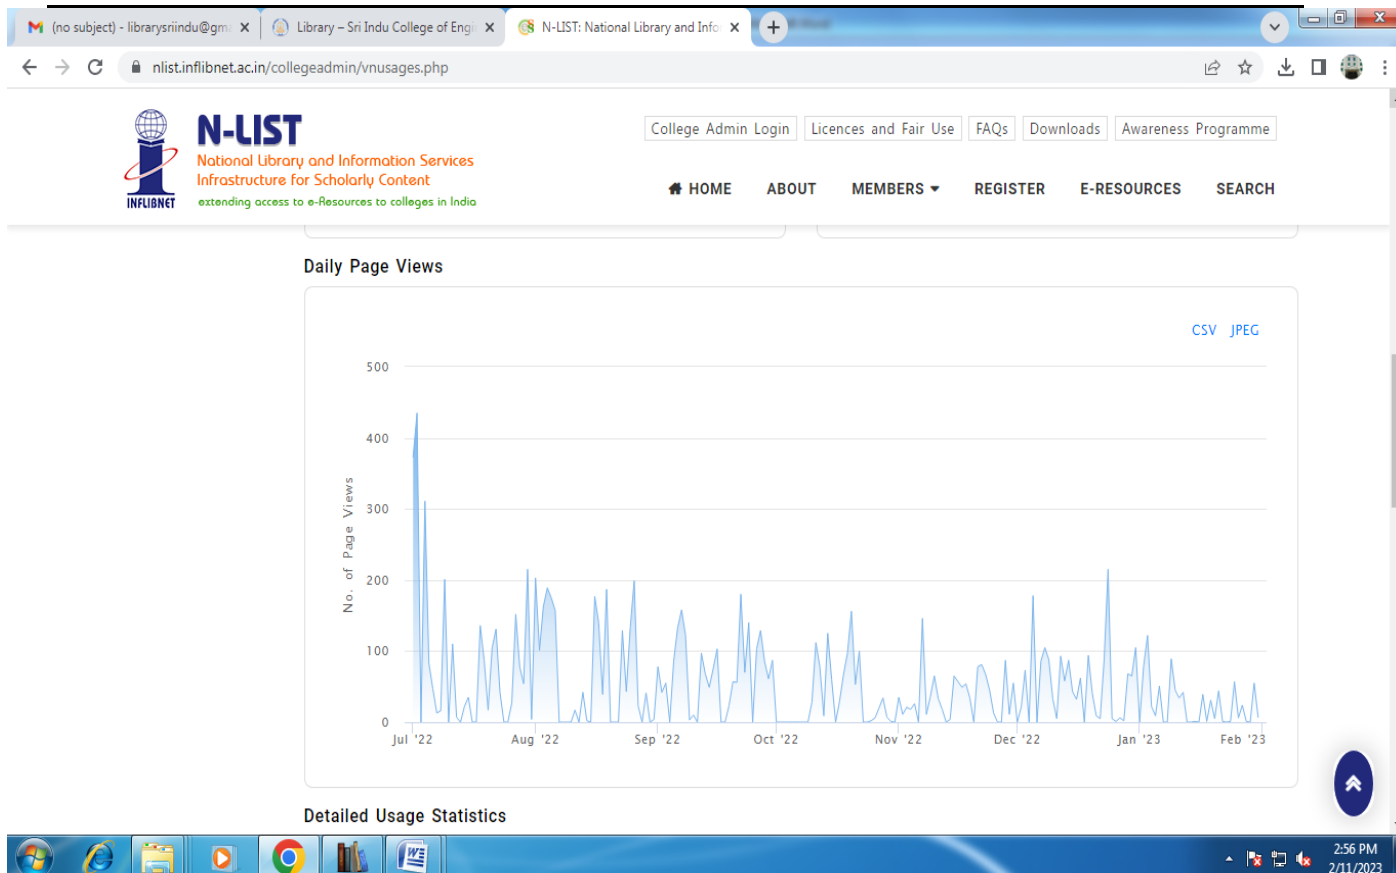 (no subject) - librarysriindu@gm
Library – Sri Indu College of Engi
N-LIST: National Library and Info
nlist.inflibnet.ac.in/collegeadmin/vnusages.php
INFLIBNET
N-LIST
National Library and Information Services
Infrastructure for Scholarly Content
extending access to e-Resources to colleges in India
College Admin Login Licences and Fair Use FAQs Downloads Awareness Programme
HOME ABOUT MEMBERS REGISTER E-RESOURCES SEARCH
Daily Page Views
CSV JPEG
No. of Page Views
500
400
300
200
100
0
Jul '22 Aug '22 Sep '22 Oct '22 Nov '22 Dec '22 Jan '23 Feb '23
Detailed Usage Statistics
2:56 PM
2/11/2023